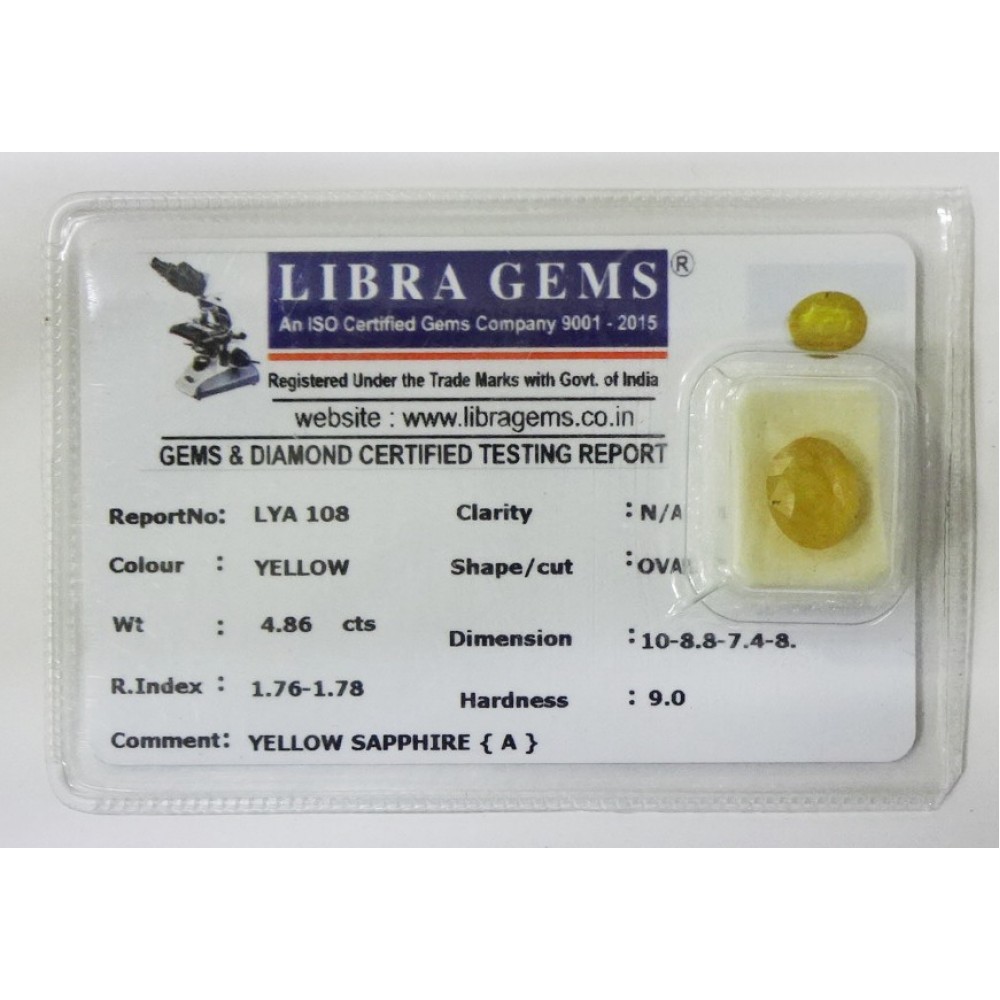 LIBRA GEMS ®
An ISO Certified Gems Company 9001 - 2015
Registered Under the Trade Marks with Govt. of India
website : www.libragems.co.in
GEMS & DIAMOND CERTIFIED TESTING REPORT
ReportNo: LYA 108 Clarity : N/A
Colour : YELLOW Shape/cut :
Wt : 4.86 cts Dimension : 10-8.8-7.4-8.
R.Index : 1.76-1.78 Hardness : 9.0
Comment: YELLOW SAPPHIRE { A }